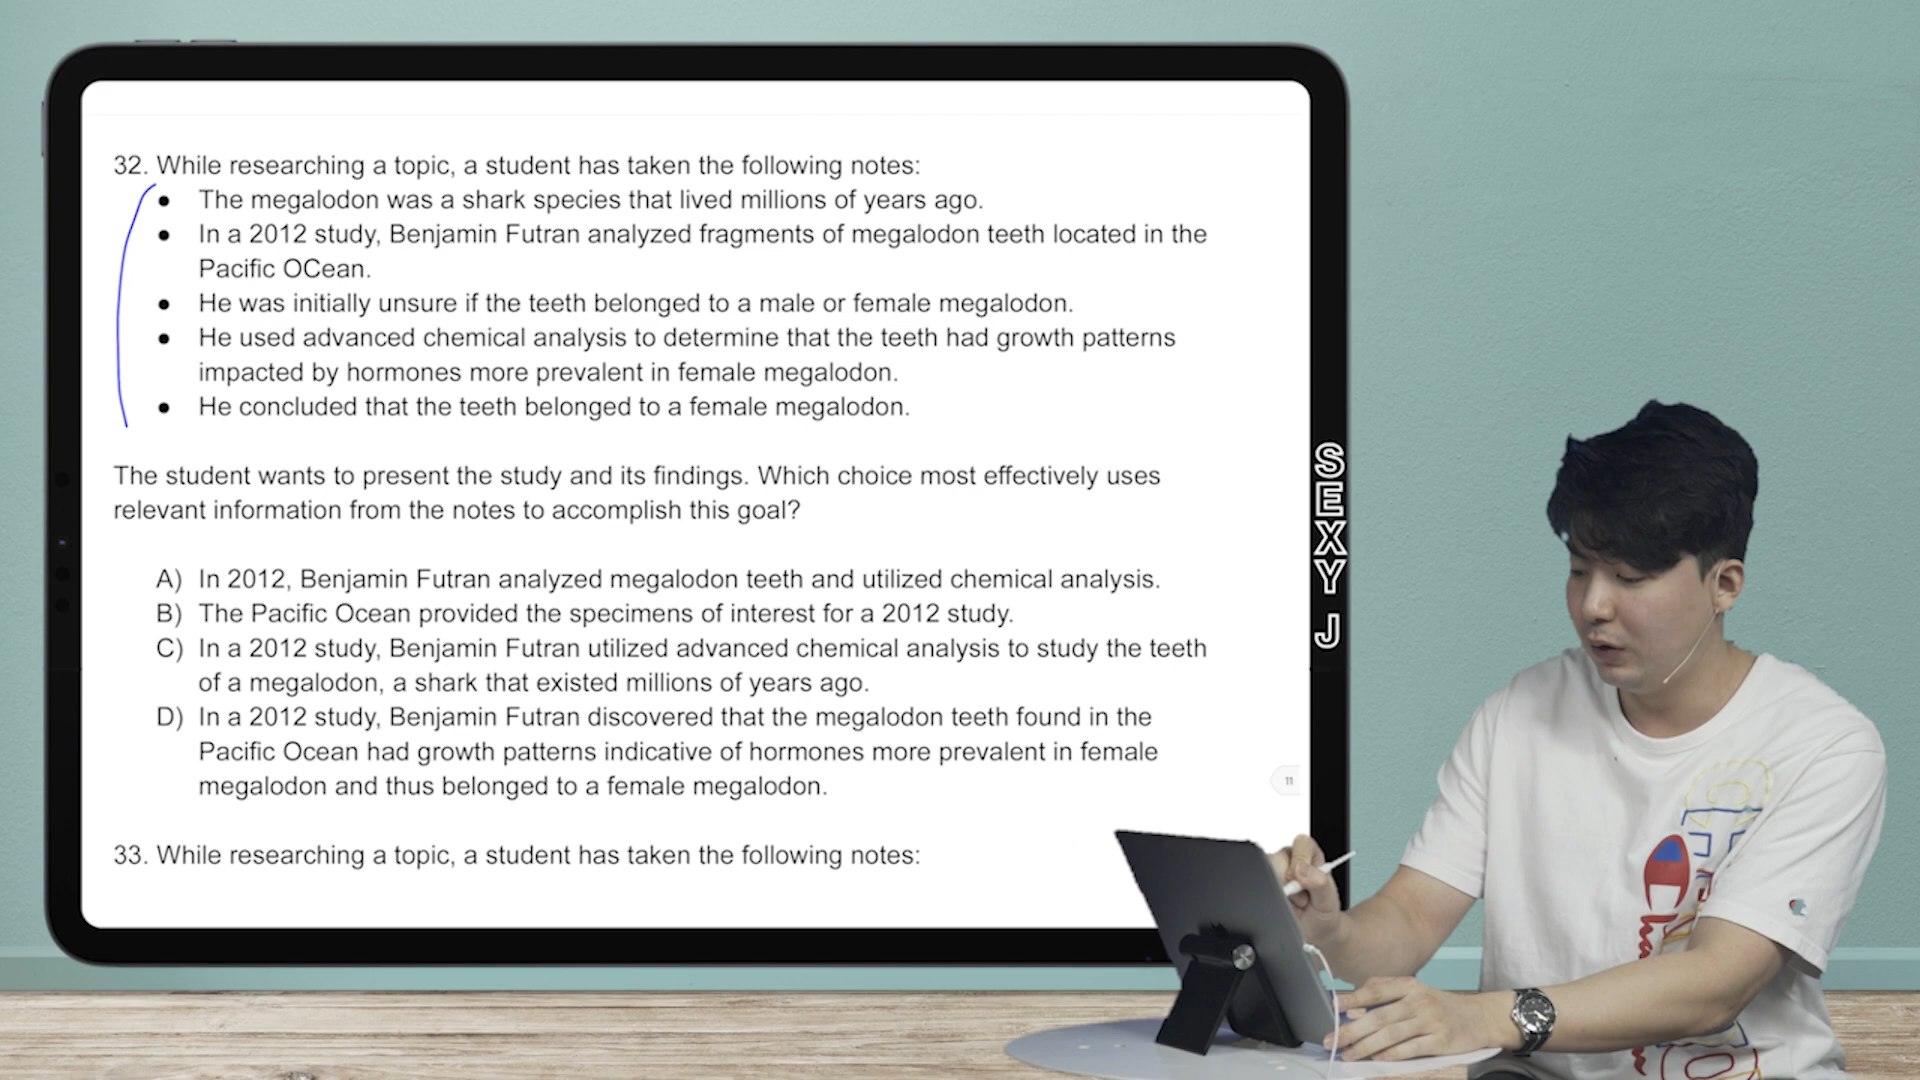 32. While researching a topic, a student has taken the following notes:
● The megalodon was a shark species that lived millions of years ago.
● In a 2012 study, Benjamin Futran analyzed fragments of megalodon teeth located in the
Pacific OCean.
● He was initially unsure if the teeth belonged to a male or female megalodon.
● He used advanced chemical analysis to determine that the teeth had growth patterns
impacted by hormones more prevalent in female megalodon.
● He concluded that the teeth belonged to a female megalodon.
The student wants to present the study and its findings. Which choice most effectively uses
relevant information from the notes to accomplish this goal?
A) In 2012, Benjamin Futran analyzed megalodon teeth and utilized chemical analysis.
B) The Pacific Ocean provided the specimens of interest for a 2012 study.
C) In a 2012 study, Benjamin Futran utilized advanced chemical analysis to study the teeth
of a megalodon, a shark that existed millions of years ago.
D) In a 2012 study, Benjamin Futran discovered that the megalodon teeth found in the
Pacific Ocean had growth patterns indicative of hormones more prevalent in female
megalodon and thus belonged to a female megalodon.
11
33. While researching a topic, a student has taken the following notes:
SEXY J